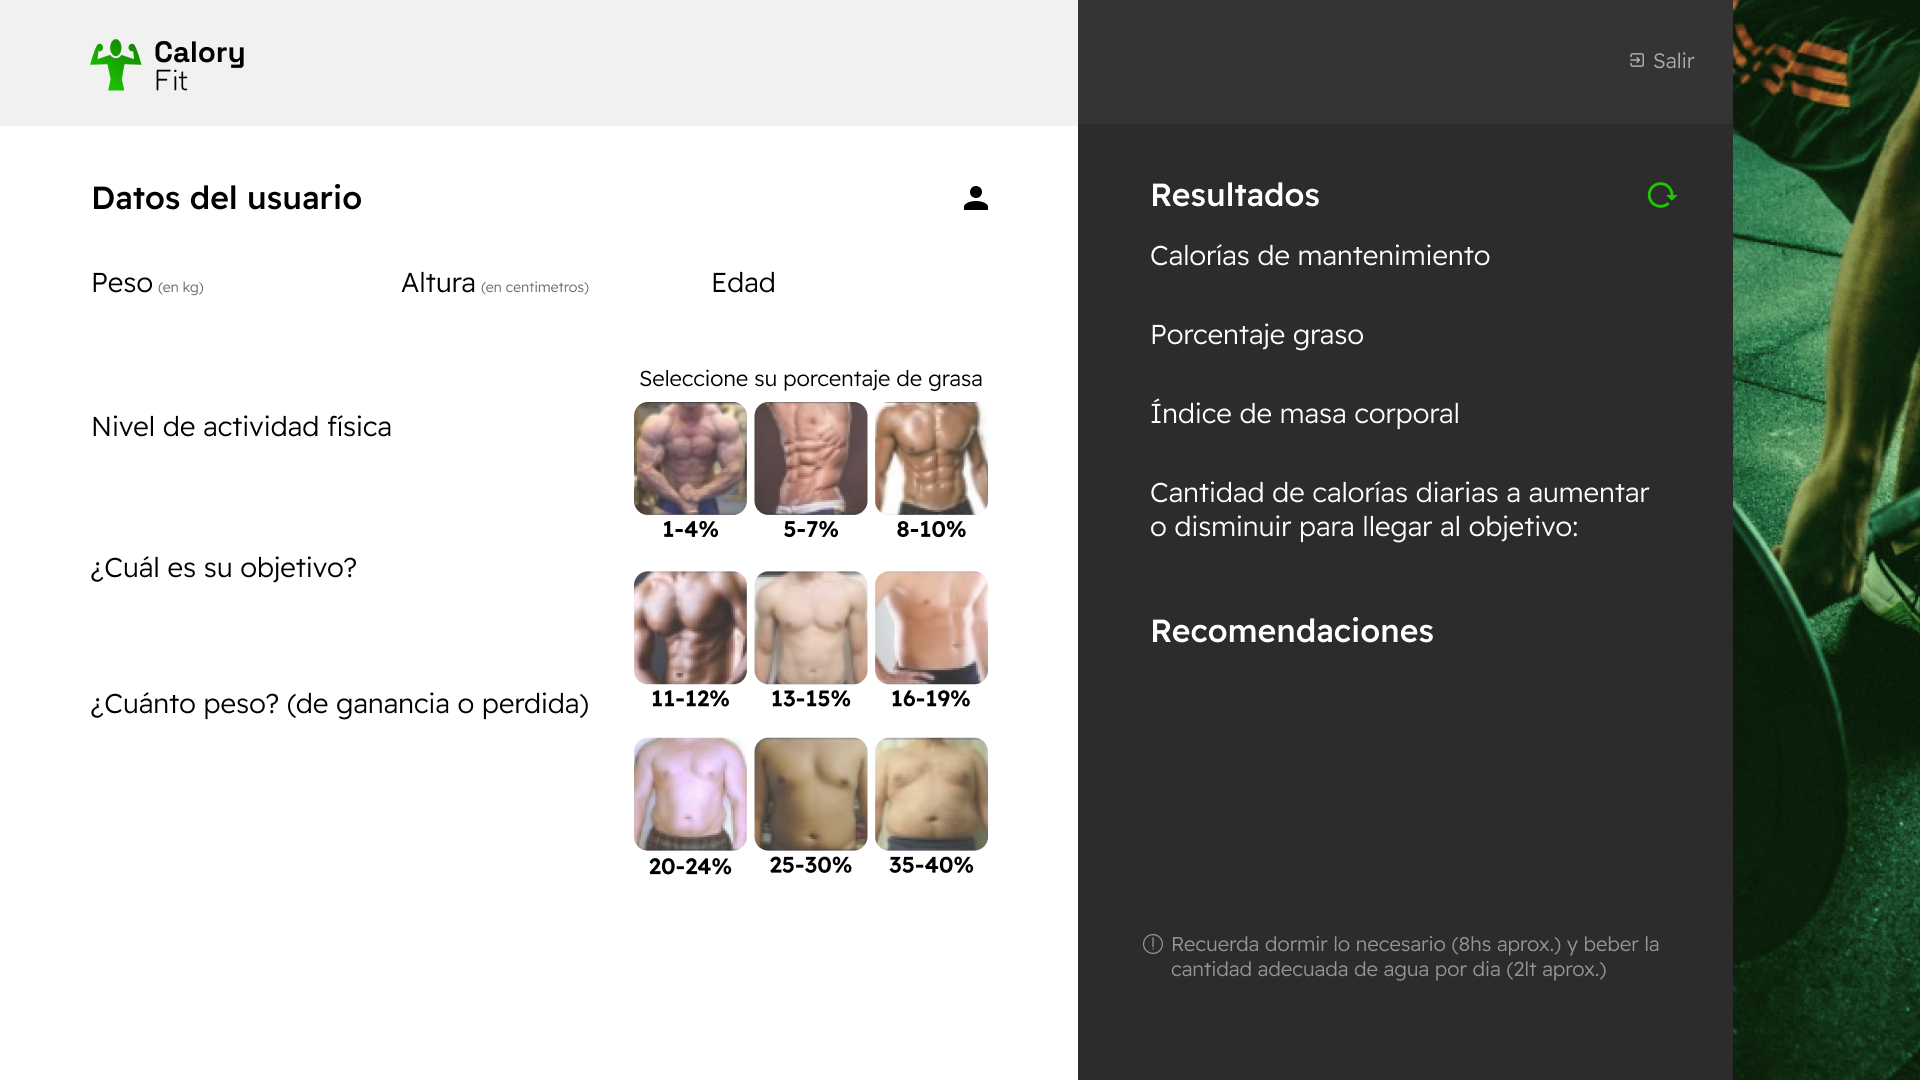 Calory
Fit
Salir
Datos del usuario
Peso (en kg)
Altura (en centimetros)
Edad
Nivel de actividad física
¿Cuál es su objetivo?
¿Cuánto peso? (de ganancia o perdida)
Seleccione su porcentaje de grasa
1-4%
5-7%
8-10%
11-12%
13-15%
16-19%
20-24%
25-30%
35-40%
Resultados
Calorías de mantenimiento
Porcentaje graso
Índice de masa corporal
Cantidad de calorías diarias a aumentar
o disminuir para llegar al objetivo:
Recomendaciones
Recuerda dormir lo necesario (8hs aprox.) y beber la
cantidad adecuada de agua por dia (2lt aprox.)